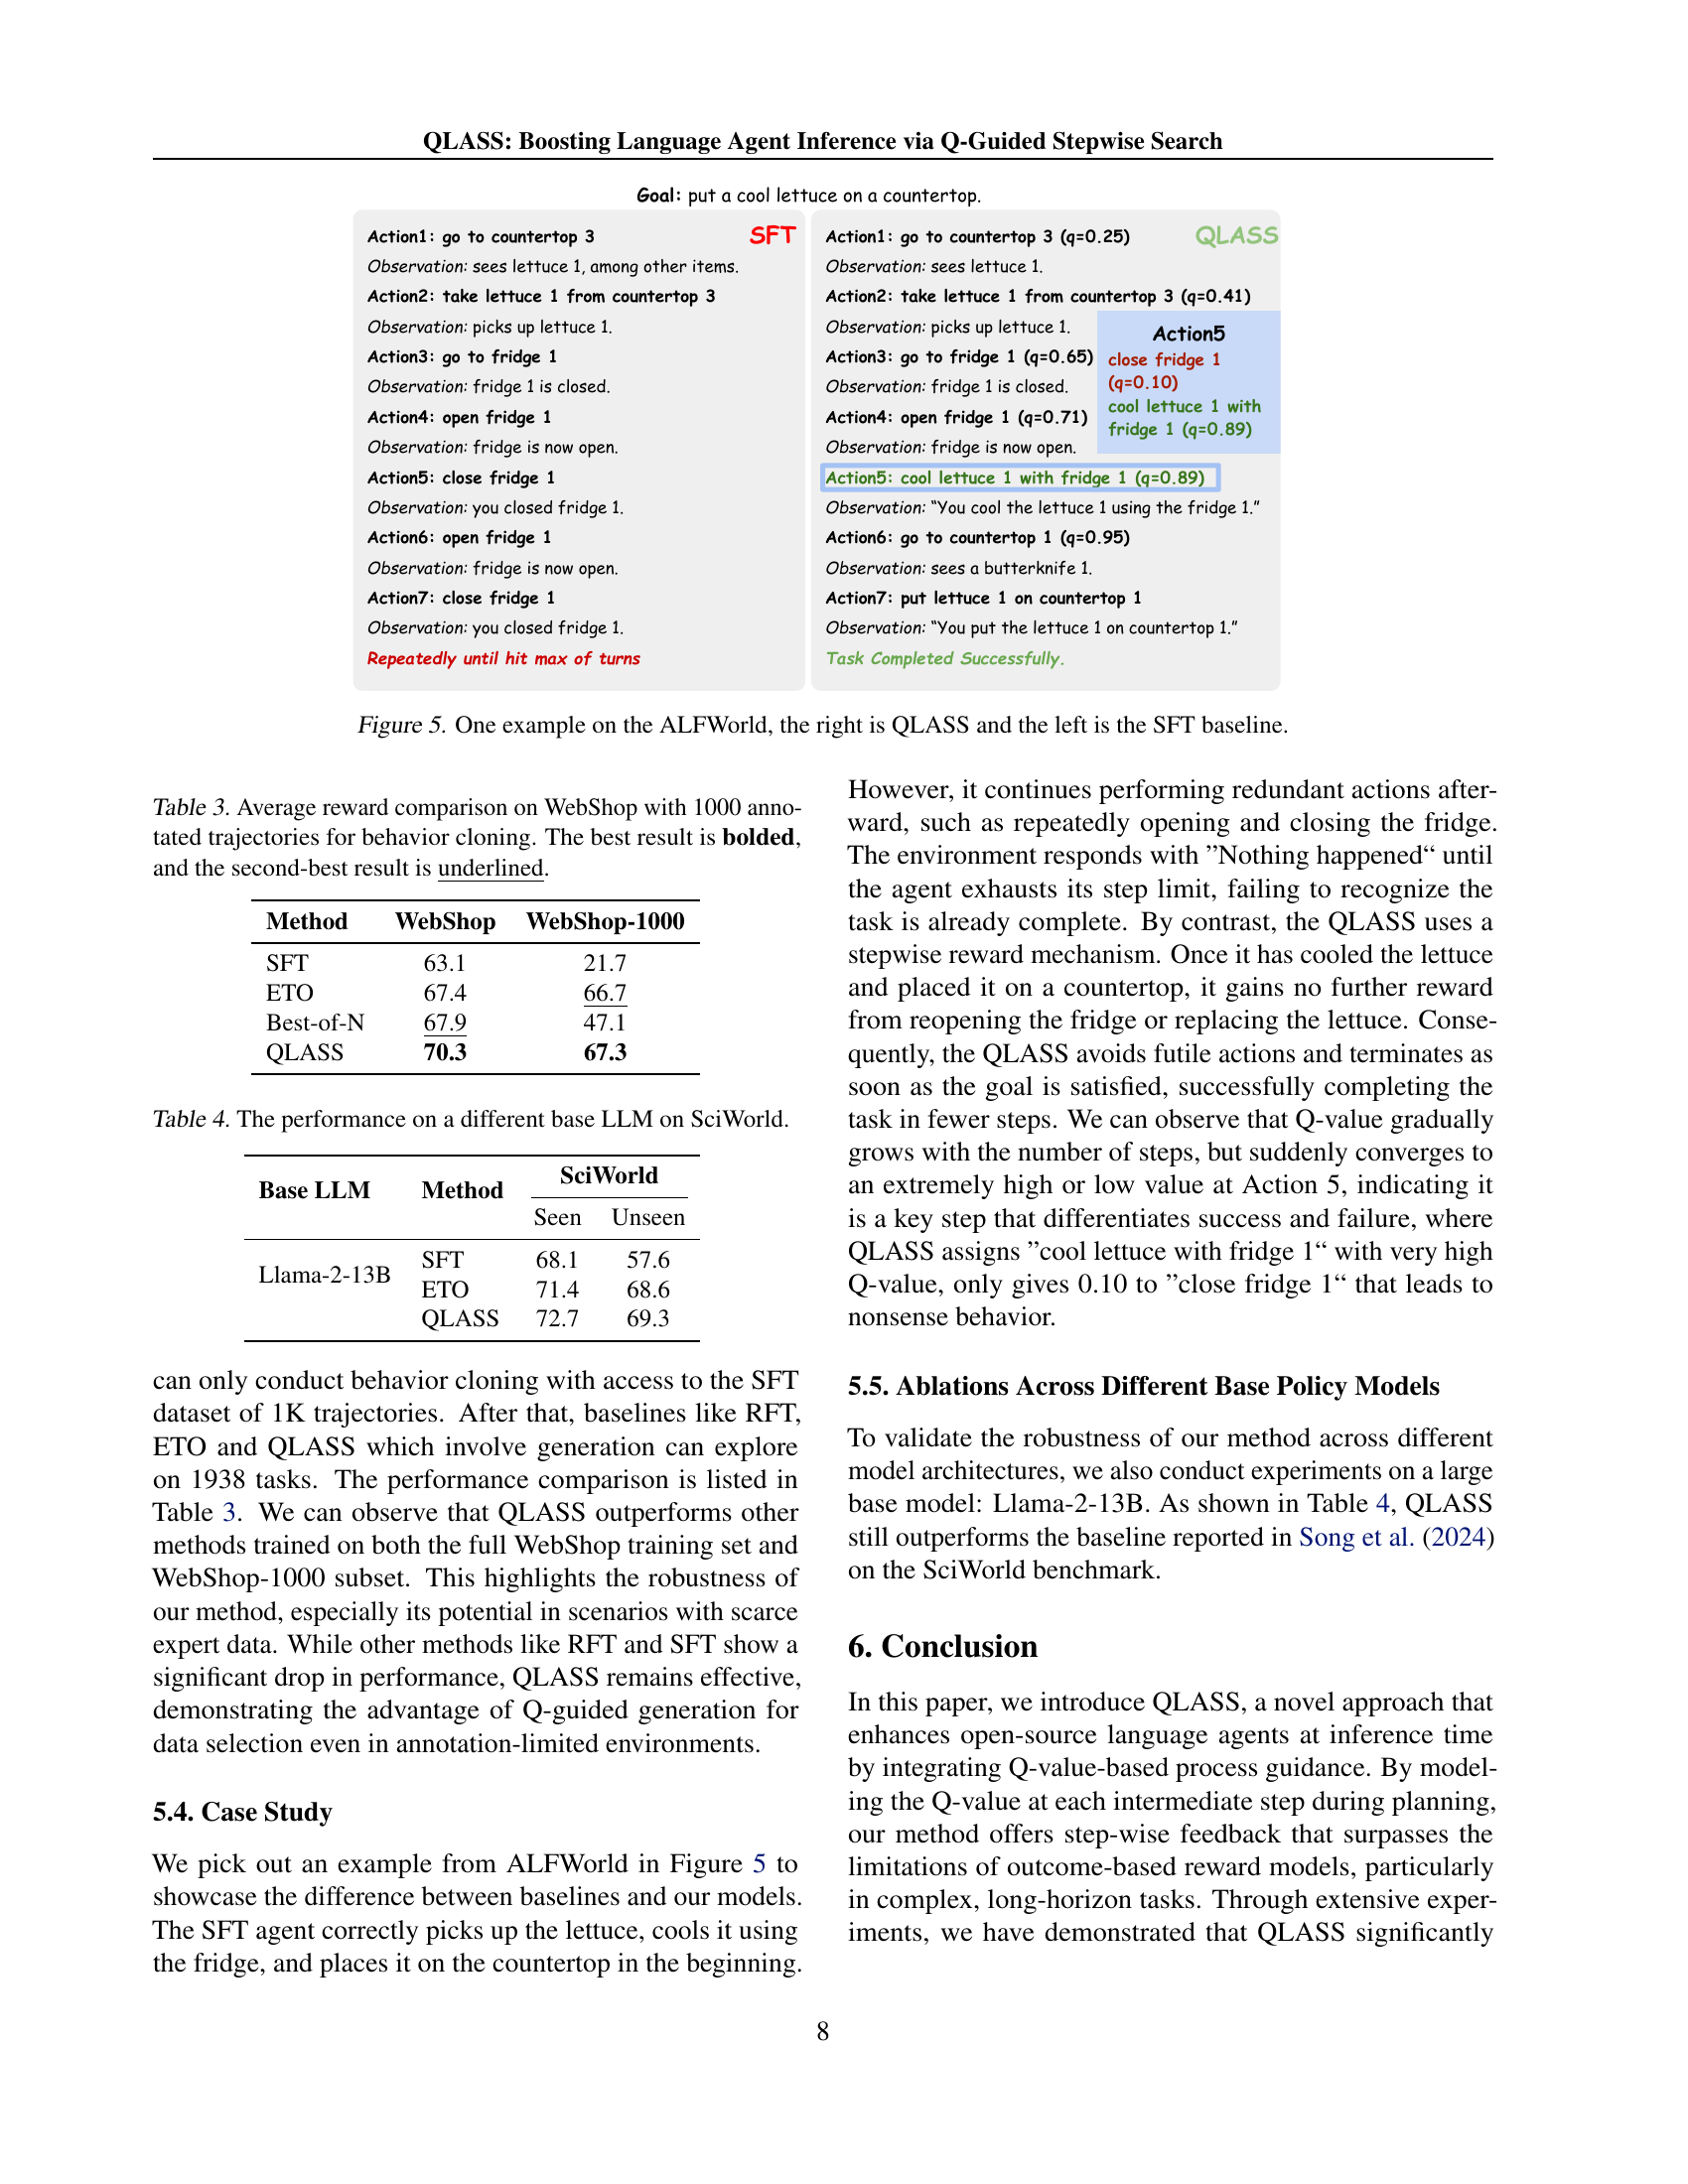 QLASS: Boosting Language Agent Inference via Q-Guided Stepwise Search
Goal: put a cool lettuce on a countertop.
SFT
Action1: go to countertop 3
Observation: sees lettuce 1, among other items.
Action2: take lettuce 1 from countertop 3
Observation: picks up lettuce 1.
Action3: go to fridge 1
Observation: fridge 1 is closed.
Action4: open fridge 1
Observation: fridge is now open.
Action5: close fridge 1
Observation: you closed fridge 1.
Action6: open fridge 1
Observation: fridge is now open.
Action7: close fridge 1
Observation: you closed fridge 1.
Repeatedly until hit max of turns
QLASS
Action1: go to countertop 3 (q=0.25)
Observation: sees lettuce 1.
Action2: take lettuce 1 from countertop 3 (q=0.41)
Observation: picks up lettuce 1.
Action3: go to fridge 1 (q=0.65)
Observation: fridge 1 is closed.
Action4: open fridge 1 (q=0.71)
Observation: fridge is now open.
Action5: cool lettuce 1 with fridge 1 (q=0.89)
Observation: “You cool the lettuce 1 using the fridge 1.”
Action6: go to countertop 1 (q=0.95)
Observation: sees a butterknife 1.
Action7: put lettuce 1 on countertop 1
Observation: “You put the lettuce 1 on countertop 1.”
Task Completed Successfully.
Action5
close fridge 1
(q=0.10)
cool lettuce 1 with
fridge 1 (q=0.89)
Figure 5. One example on the ALFWorld, the right is QLASS and the left is the SFT baseline.
Table 3. Average reward comparison on WebShop with 1000 anno-
tated trajectories for behavior cloning. The best result is bolded,
and the second-best result is underlined.
Method WebShop WebShop-1000
SFT 63.1 21.7
ETO 67.4 66.7
Best-of-N 67.9 47.1
QLASS 70.3 67.3
Table 4. The performance on a different base LLM on SciWorld.
Base LLM Method SciWorld
Seen Unseen
Llama-2-13B
SFT 68.1 57.6
ETO 71.4 68.6
QLASS 72.7 69.3
can only conduct behavior cloning with access to the SFT
dataset of 1K trajectories. After that, baselines like RFT,
ETO and QLASS which involve generation can explore
on 1938 tasks. The performance comparison is listed in
Table 3. We can observe that QLASS outperforms other
methods trained on both the full WebShop training set and
WebShop-1000 subset. This highlights the robustness of
our method, especially its potential in scenarios with scarce
expert data. While other methods like RFT and SFT show a
significant drop in performance, QLASS remains effective,
demonstrating the advantage of Q-guided generation for
data selection even in annotation-limited environments.
5.4. Case Study
We pick out an example from ALFWorld in Figure 5 to
showcase the difference between baselines and our models.
The SFT agent correctly picks up the lettuce, cools it using
the fridge, and places it on the countertop in the beginning.
However, it continues performing redundant actions after-
ward, such as repeatedly opening and closing the fridge.
The environment responds with ”Nothing happened“ until
the agent exhausts its step limit, failing to recognize the
task is already complete. By contrast, the QLASS uses a
stepwise reward mechanism. Once it has cooled the lettuce
and placed it on a countertop, it gains no further reward
from reopening the fridge or replacing the lettuce. Conse-
quently, the QLASS avoids futile actions and terminates as
soon as the goal is satisfied, successfully completing the
task in fewer steps. We can observe that Q-value gradually
grows with the number of steps, but suddenly converges to
an extremely high or low value at Action 5, indicating it
is a key step that differentiates success and failure, where
QLASS assigns ”cool lettuce with fridge 1“ with very high
Q-value, only gives 0.10 to ”close fridge 1“ that leads to
nonsense behavior.
5.5. Ablations Across Different Base Policy Models
To validate the robustness of our method across different
model architectures, we also conduct experiments on a large
base model: Llama-2-13B. As shown in Table 4, QLASS
still outperforms the baseline reported in Song et al. (2024)
on the SciWorld benchmark.
6. Conclusion
In this paper, we introduce QLASS, a novel approach that
enhances open-source language agents at inference time
by integrating Q-value-based process guidance. By model-
ing the Q-value at each intermediate step during planning,
our method offers step-wise feedback that surpasses the
limitations of outcome-based reward models, particularly
in complex, long-horizon tasks. Through extensive exper-
iments, we have demonstrated that QLASS significantly
8